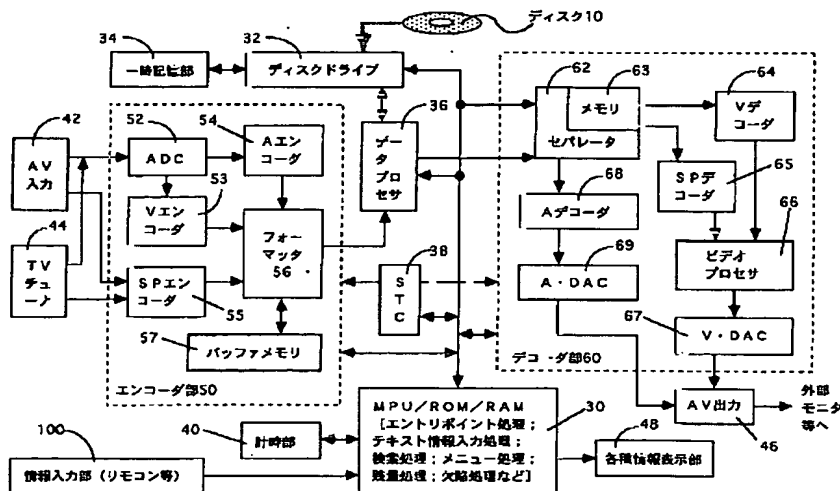 ディスク10
34
一時記憶部
32
ディスクドライブ
42
AV
入力
44
TV
チューナ
52
ADC
54
Aエン
コーダ
53
Vエン
コーダ
SPエン
コーダ
55
フォー
マッタ
56
57
バッファメモリ
エンコーダ部50
36
データプロセサ
38
STC
62
63
メモリ
セパレータ
64
Vデ
コーダ
SPデ
コーダ
65
68
Aデコーダ
69
A・DAC
66
ビデオ
プロセサ
67
V・DAC
デコーダ部60
AV出力
46
外部
モニタ
等へ
MPU/ROM/RAM
[エントリポイント処理;
テキスト情報入力処理;
検索処理;メニュー処理;
残量処理;欠陥処理など]
30
40
計時部
100
情報入力部(リモコン等)
48
各種情報表示部